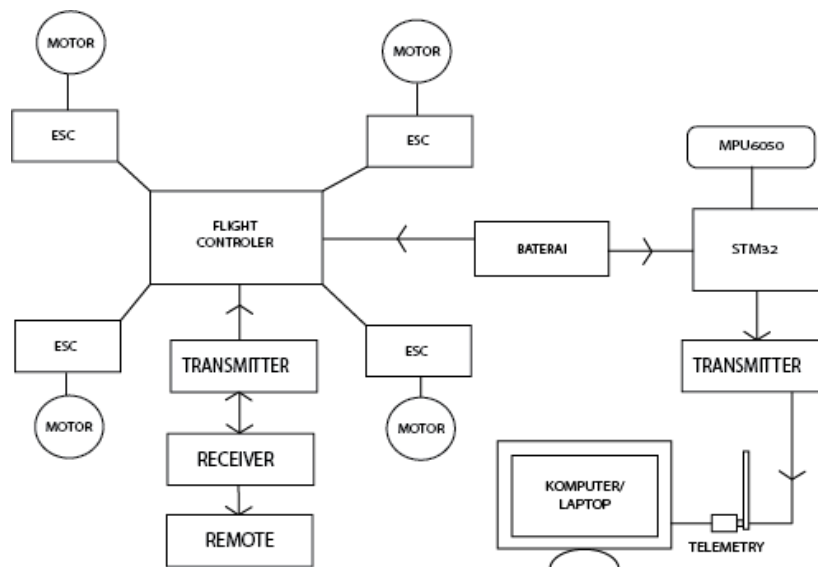 MOTOR
MOTOR
ESC
ESC
MPU6050
FLIGHT
CONTROLER
BATERAI
STM32
ESC
TRANSMITTER
ESC
TRANSMITTER
MOTOR
MOTOR
RECEIVER
KOMPUTER/
LAPTOP
REMOTE
TELEMETRY